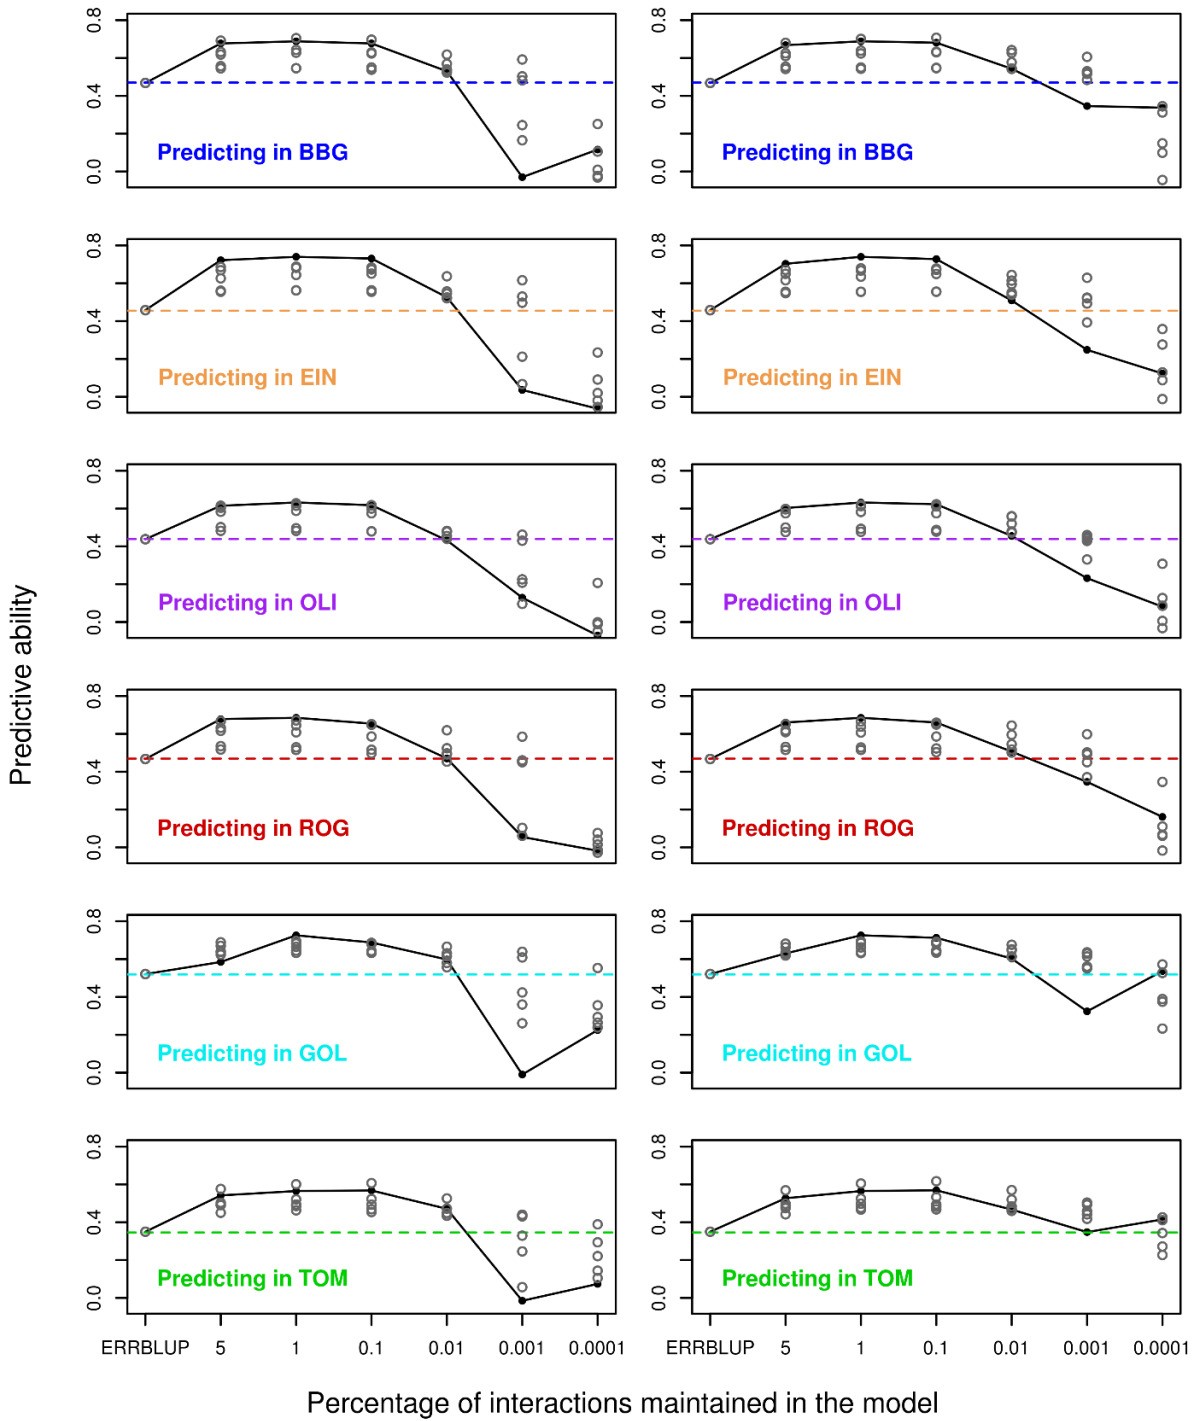 0.8
0.4
0.0
Predicting in BBG
0.8
0.4
0.0
Predicting in BBG
0.8
0.4
0.0
Predicting in EIN
0.8
0.4
0.0
Predicting in EIN
0.8
0.4
0.0
Predicting in OLI
0.8
0.4
0.0
Predicting in OLI
Predictive ability
0.8
0.4
0.0
Predicting in ROG
0.8
0.4
0.0
Predicting in ROG
0.8
0.4
0.0
Predicting in GOL
0.8
0.4
0.0
Predicting in GOL
0.8
0.4
0.0
Predicting in TOM
0.8
0.4
0.0
Predicting in TOM
ERRBLUP 5 1 0.1 0.01 0.001 0.0001
ERRBLUP 5 1 0.1 0.01 0.001 0.0001
Percentage of interactions maintained in the model